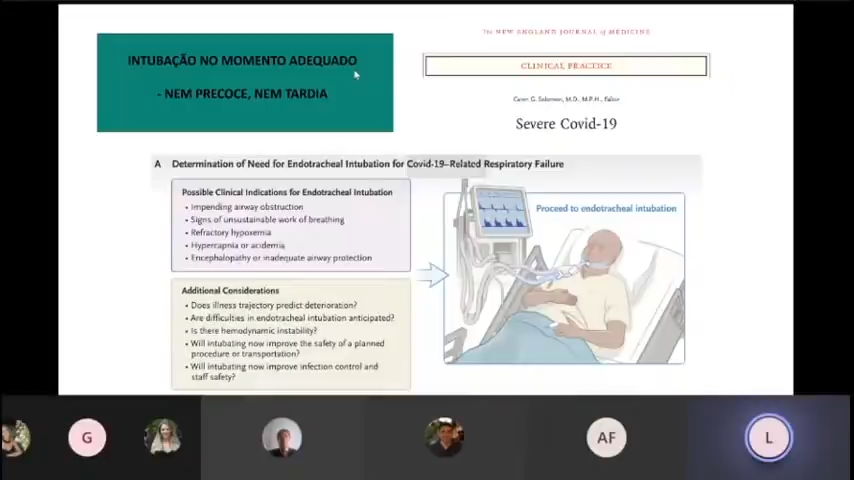 INTUBAÇÃO NO MOMENTO ADEQUADO
- NEM PRECOCE, NEM TARDIA
The NEW ENGLAND JOURNAL of MEDICINE
CLINICAL PRACTICE
Caren G. Solomon, M.D., M.P.H., Editor
Severe Covid-19
A Determination of Need for Endotracheal Intubation for Covid-19–Related Respiratory Failure
Possible Clinical Indications for Endotracheal Intubation
• Impending airway obstruction
• Signs of unsustainable work of breathing
• Refractory hypoxemia
• Hypercapnia or acidemia
• Encephalopathy or inadequate airway protection
Additional Considerations
• Does illness trajectory predict deterioration?
• Are difficulties in endotracheal intubation anticipated?
• Is there hemodynamic instability?
• Will intubating now improve the safety of a planned
procedure or transportation?
• Will intubating now improve infection control and
staff safety?
Proceed to endotracheal intubation
G
AF
L